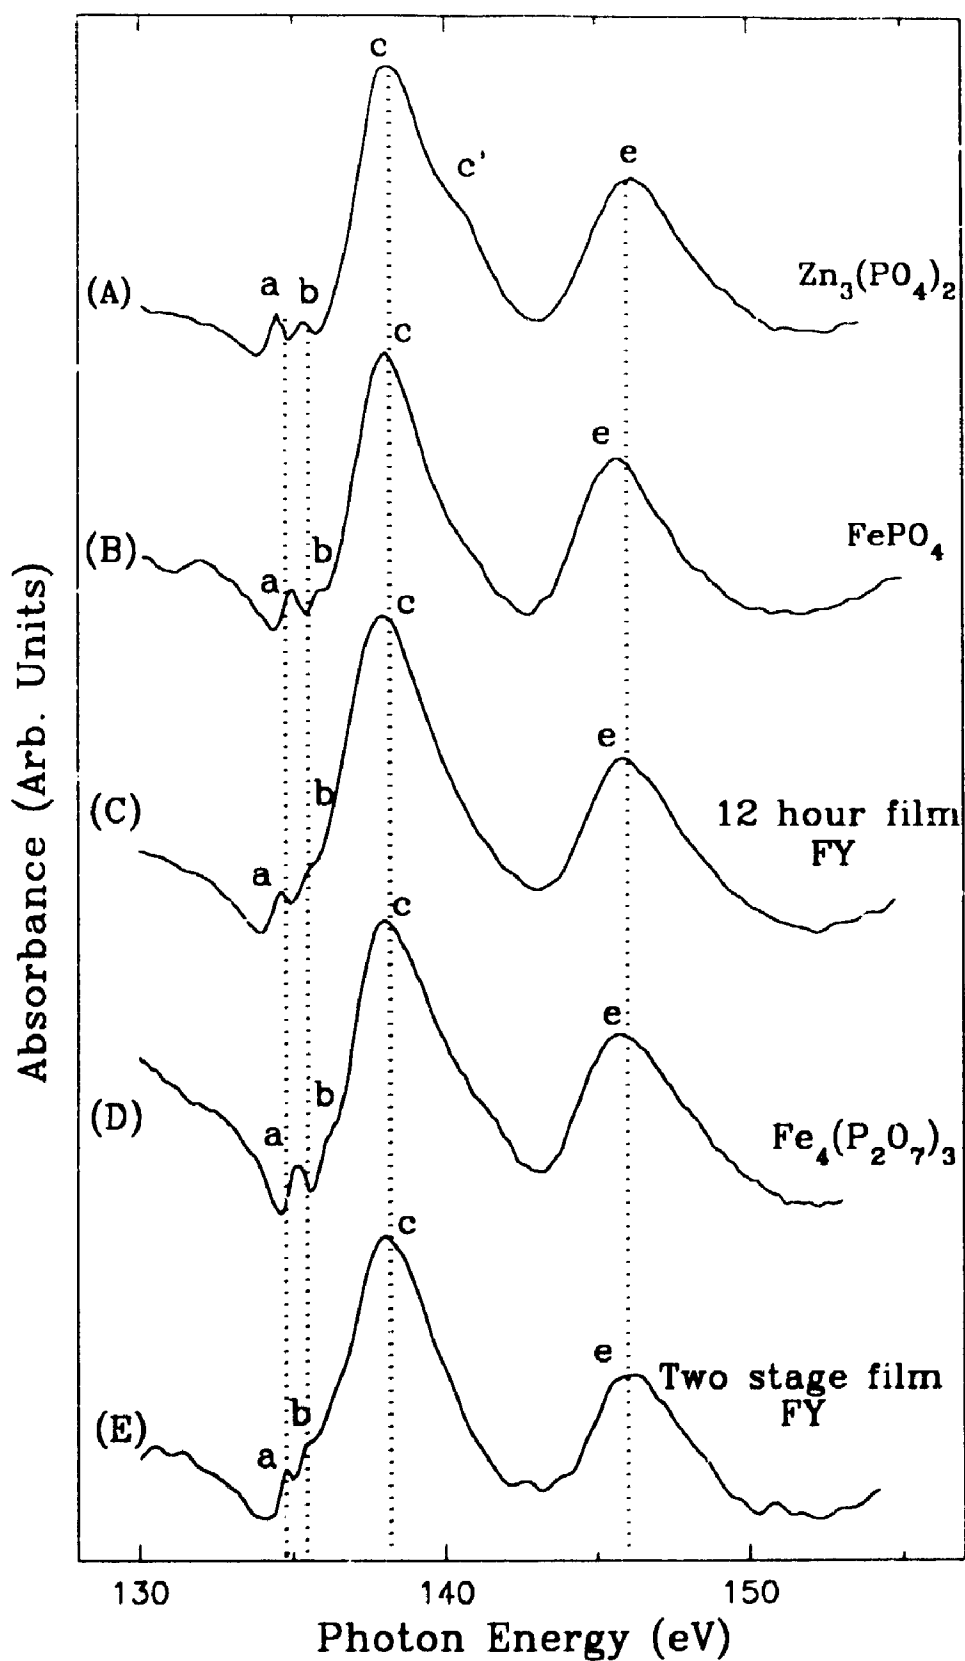 c
c'
e
a
b
(A)
Zn3(PO4)2
c
e
(B)
b
a
FePO4
c
e
b
(C)
a
12 hour film
FY
c
e
b
(D)
a
Fe4(P2O7)3
c
e
Two stage film
FY
b
(E)
a
Absorbance (Arb. Units)
130
140
150
Photon Energy (eV)